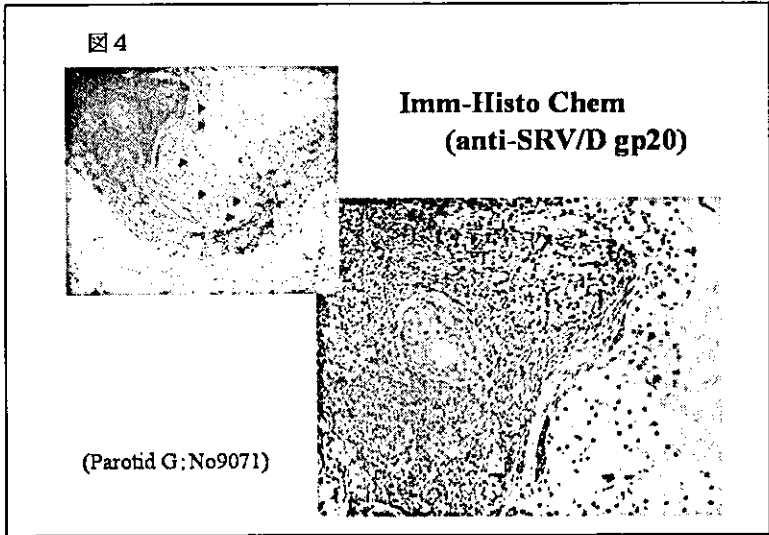 図4
Imm-Histo Chem
(anti-SRV/D gp20)
(Parotid G; No9071)